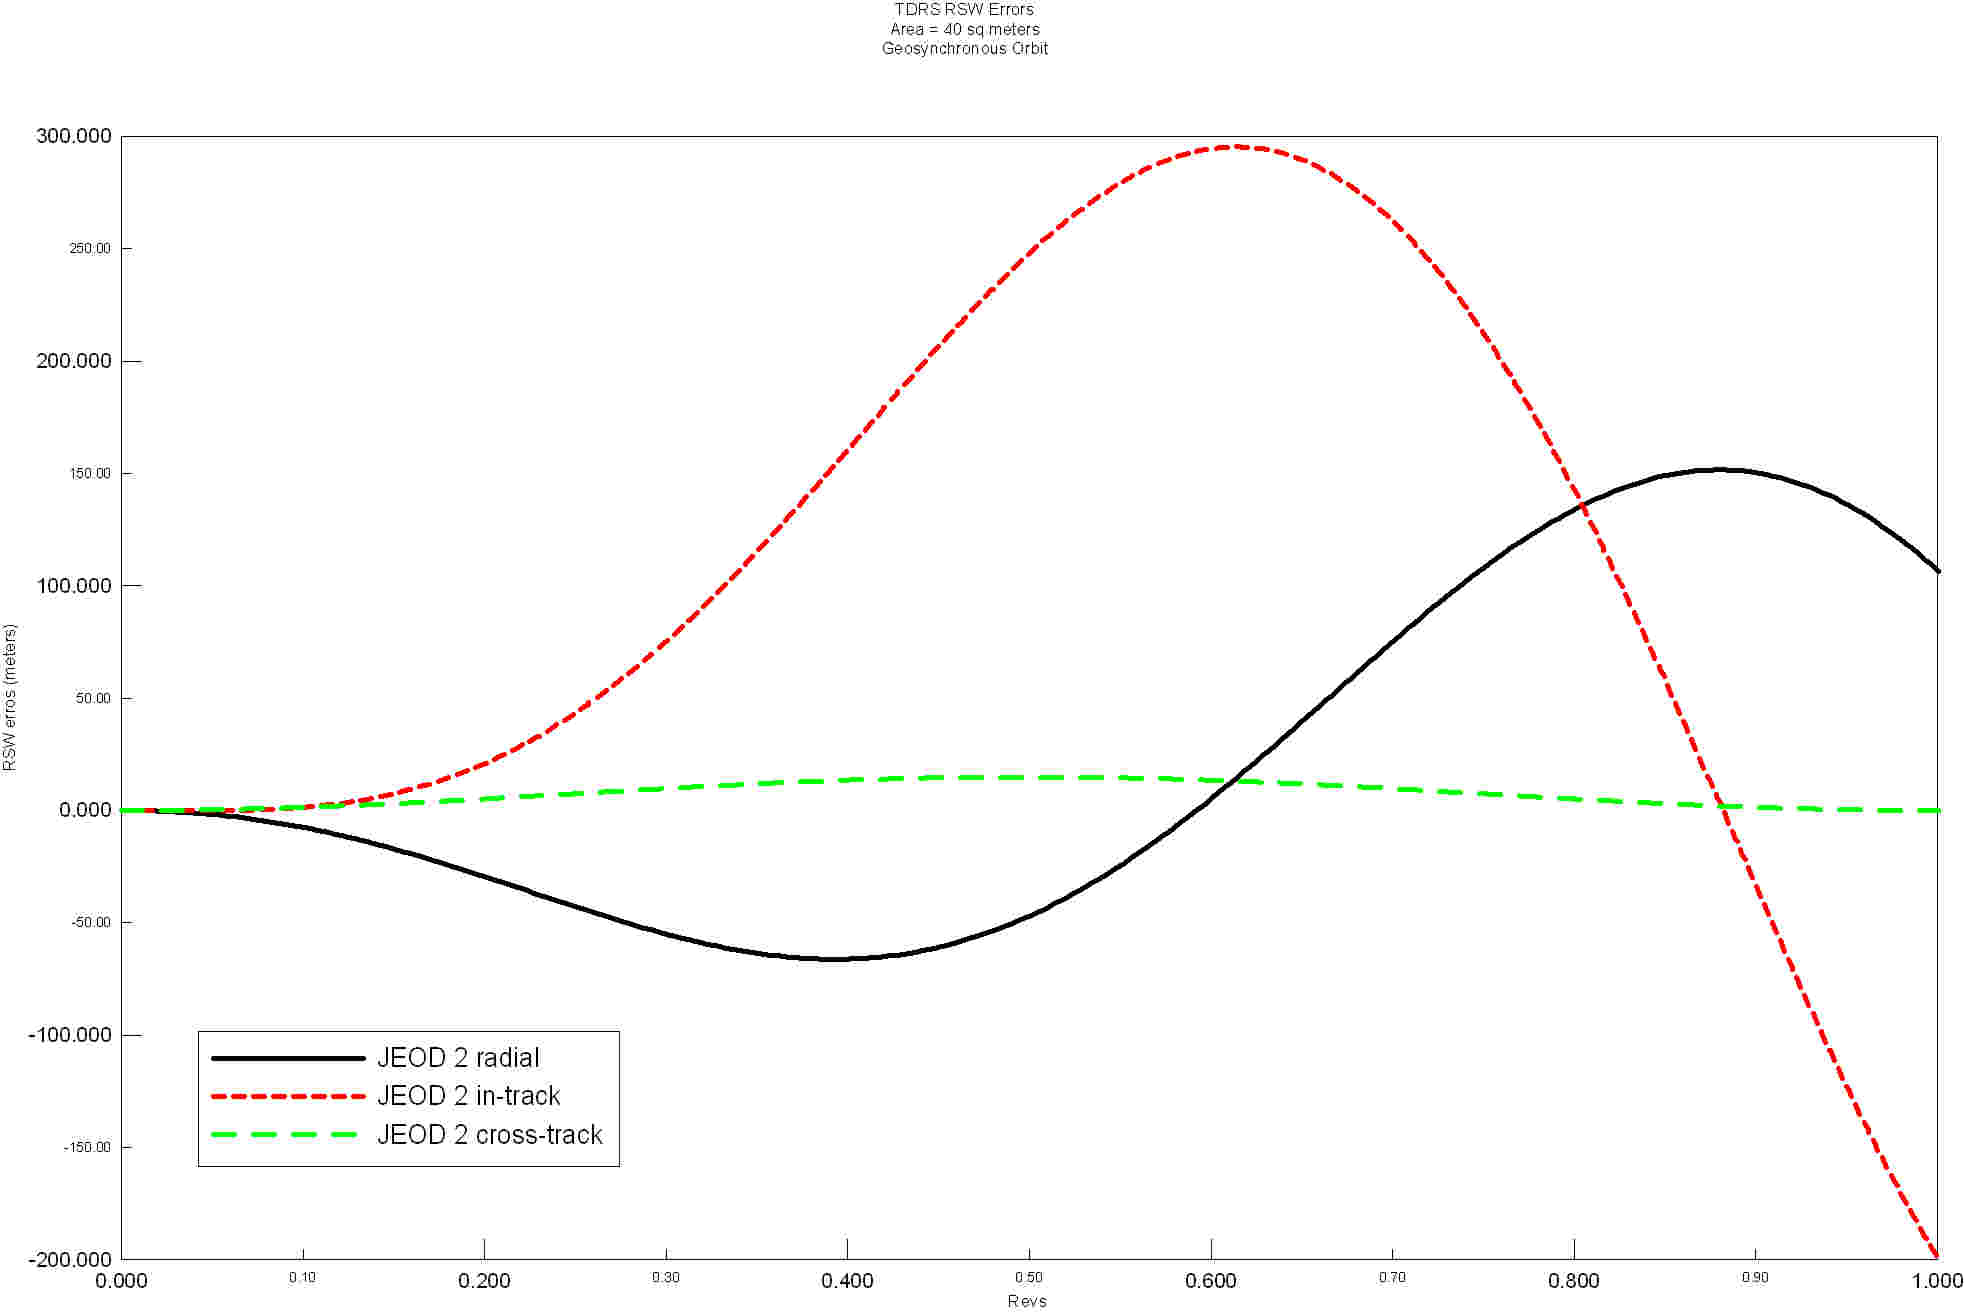 TDRS RSW Errors
Area = 40 sq meters
Geosynchronous Orbit
300.000
250.00
200.000
150.00
100.000
50.00
0.000
-50.00
-100.000
-150.00
-200.000
RSW erros (meters)
JEOD 2 radial
JEOD 2 in-track
JEOD 2 cross-track
0.000 0.10 0.200 0.30 0.400 0.50 0.600 0.70 0.800 0.90 1.000
Revs